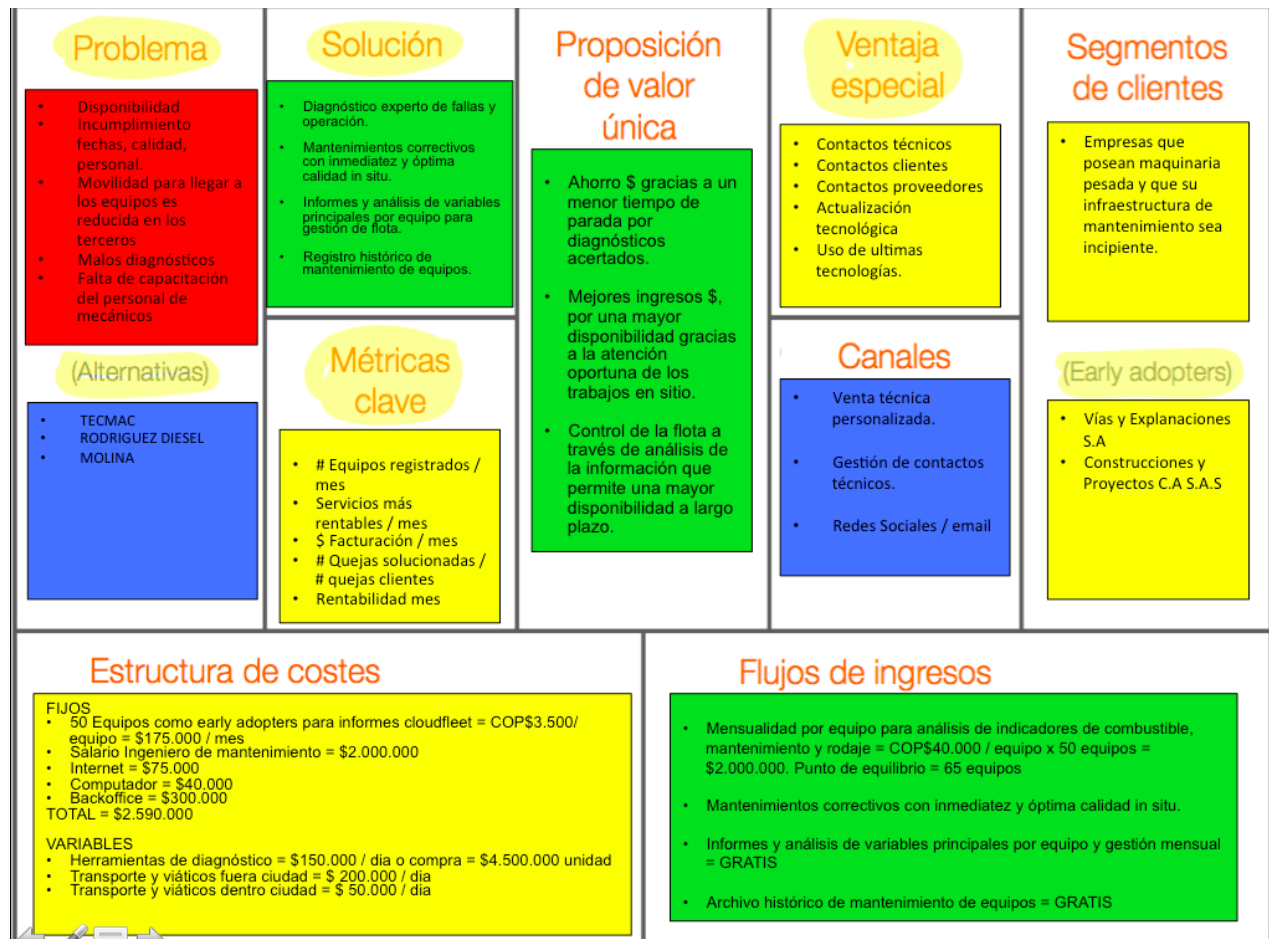 Problema
• Disponibilidad
• Incumplimiento
fechas, calidad,
personal.
• Movilidad para llegar a
los equipos es
reducida en los
terceros
• Malos diagnósticos
• Falta de capacitación
del personal de
mecánicos
(Alternativas)
• TECMAC
• RODRIGUEZ DIESEL
• MOLINA
Solución
• Diagnóstico experto de fallas y
operación.
• Mantenimientos correctivos
con inmediatez y óptima
calidad in situ.
• Informes y análisis de variables
principales por equipo para
gestión de flota.
• Registro histórico de
mantenimiento de equipos.
Métricas
clave
• # Equipos registrados /
mes
• Servicios más
rentables / mes
• $ Facturación / mes
• # Quejas solucionadas /
# quejas clientes
• Rentabilidad mes
Proposición
de valor
única
• Ahorro $ gracias a un
menor tiempo de
parada por
diagnósticos
acertados.
• Mejores ingresos $,
por una mayor
disponibilidad gracias
a la atención
oportuna de los
trabajos en sitio.
• Control de la flota a
través de análisis de
la información que
permite una mayor
disponibilidad a largo
plazo.
Ventaja
especial
• Contactos técnicos
• Contactos clientes
• Contactos proveedores
• Actualización
tecnológica
• Uso de ultimas
tecnologías.
Canales
• Venta técnica
personalizada.
• Gestión de contactos
técnicos.
• Redes Sociales / email
Segmentos
de clientes
• Empresas que
posean maquinaria
pesada y que su
infraestructura de
mantenimiento sea
incipiente.
(Early adopters)
• Vías y Explanaciones
S.A
• Construcciones y
Proyectos C.A S.A.S
Estructura de costes
FIJOS
• 50 Equipos como early adopters para informes cloudfleet = COP$3.500/
equipo = $175.000 / mes
• Salario Ingeniero de mantenimiento = $2.000.000
• Internet = $75.000
• Computador = $40.000
• Backoffice = $300.000
TOTAL = $2.590.000
VARIABLES
• Herramientas de diagnóstico = $150.000 / dia o compra = $4.500.000 unidad
• Transporte y viáticos fuera ciudad = $ 200.000 / dia
• Transporte y viáticos dentro ciudad = $ 50.000 / dia
Flujos de ingresos
• Mensualidad por equipo para análisis de indicadores de combustible,
mantenimiento y rodaje = COP$40.000 / equipo x 50 equipos =
$2.000.000. Punto de equilibrio = 65 equipos
• Mantenimientos correctivos con inmediatez y óptima calidad in situ.
• Informes y análisis de variables principales por equipo y gestión mensual
= GRATIS
• Archivo histórico de mantenimiento de equipos = GRATIS